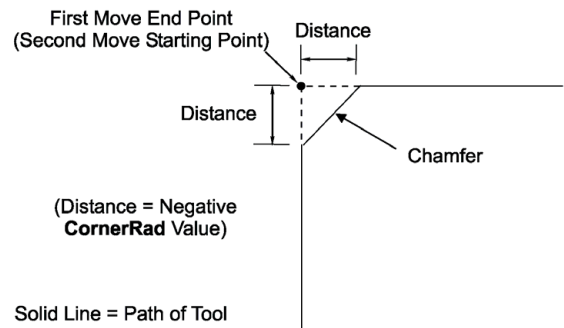 First Move End Point
(Second Move Starting Point)
Distance
Distance
Chamfer
(Distance = Negative
CornerRad Value)
Solid Line = Path of Tool